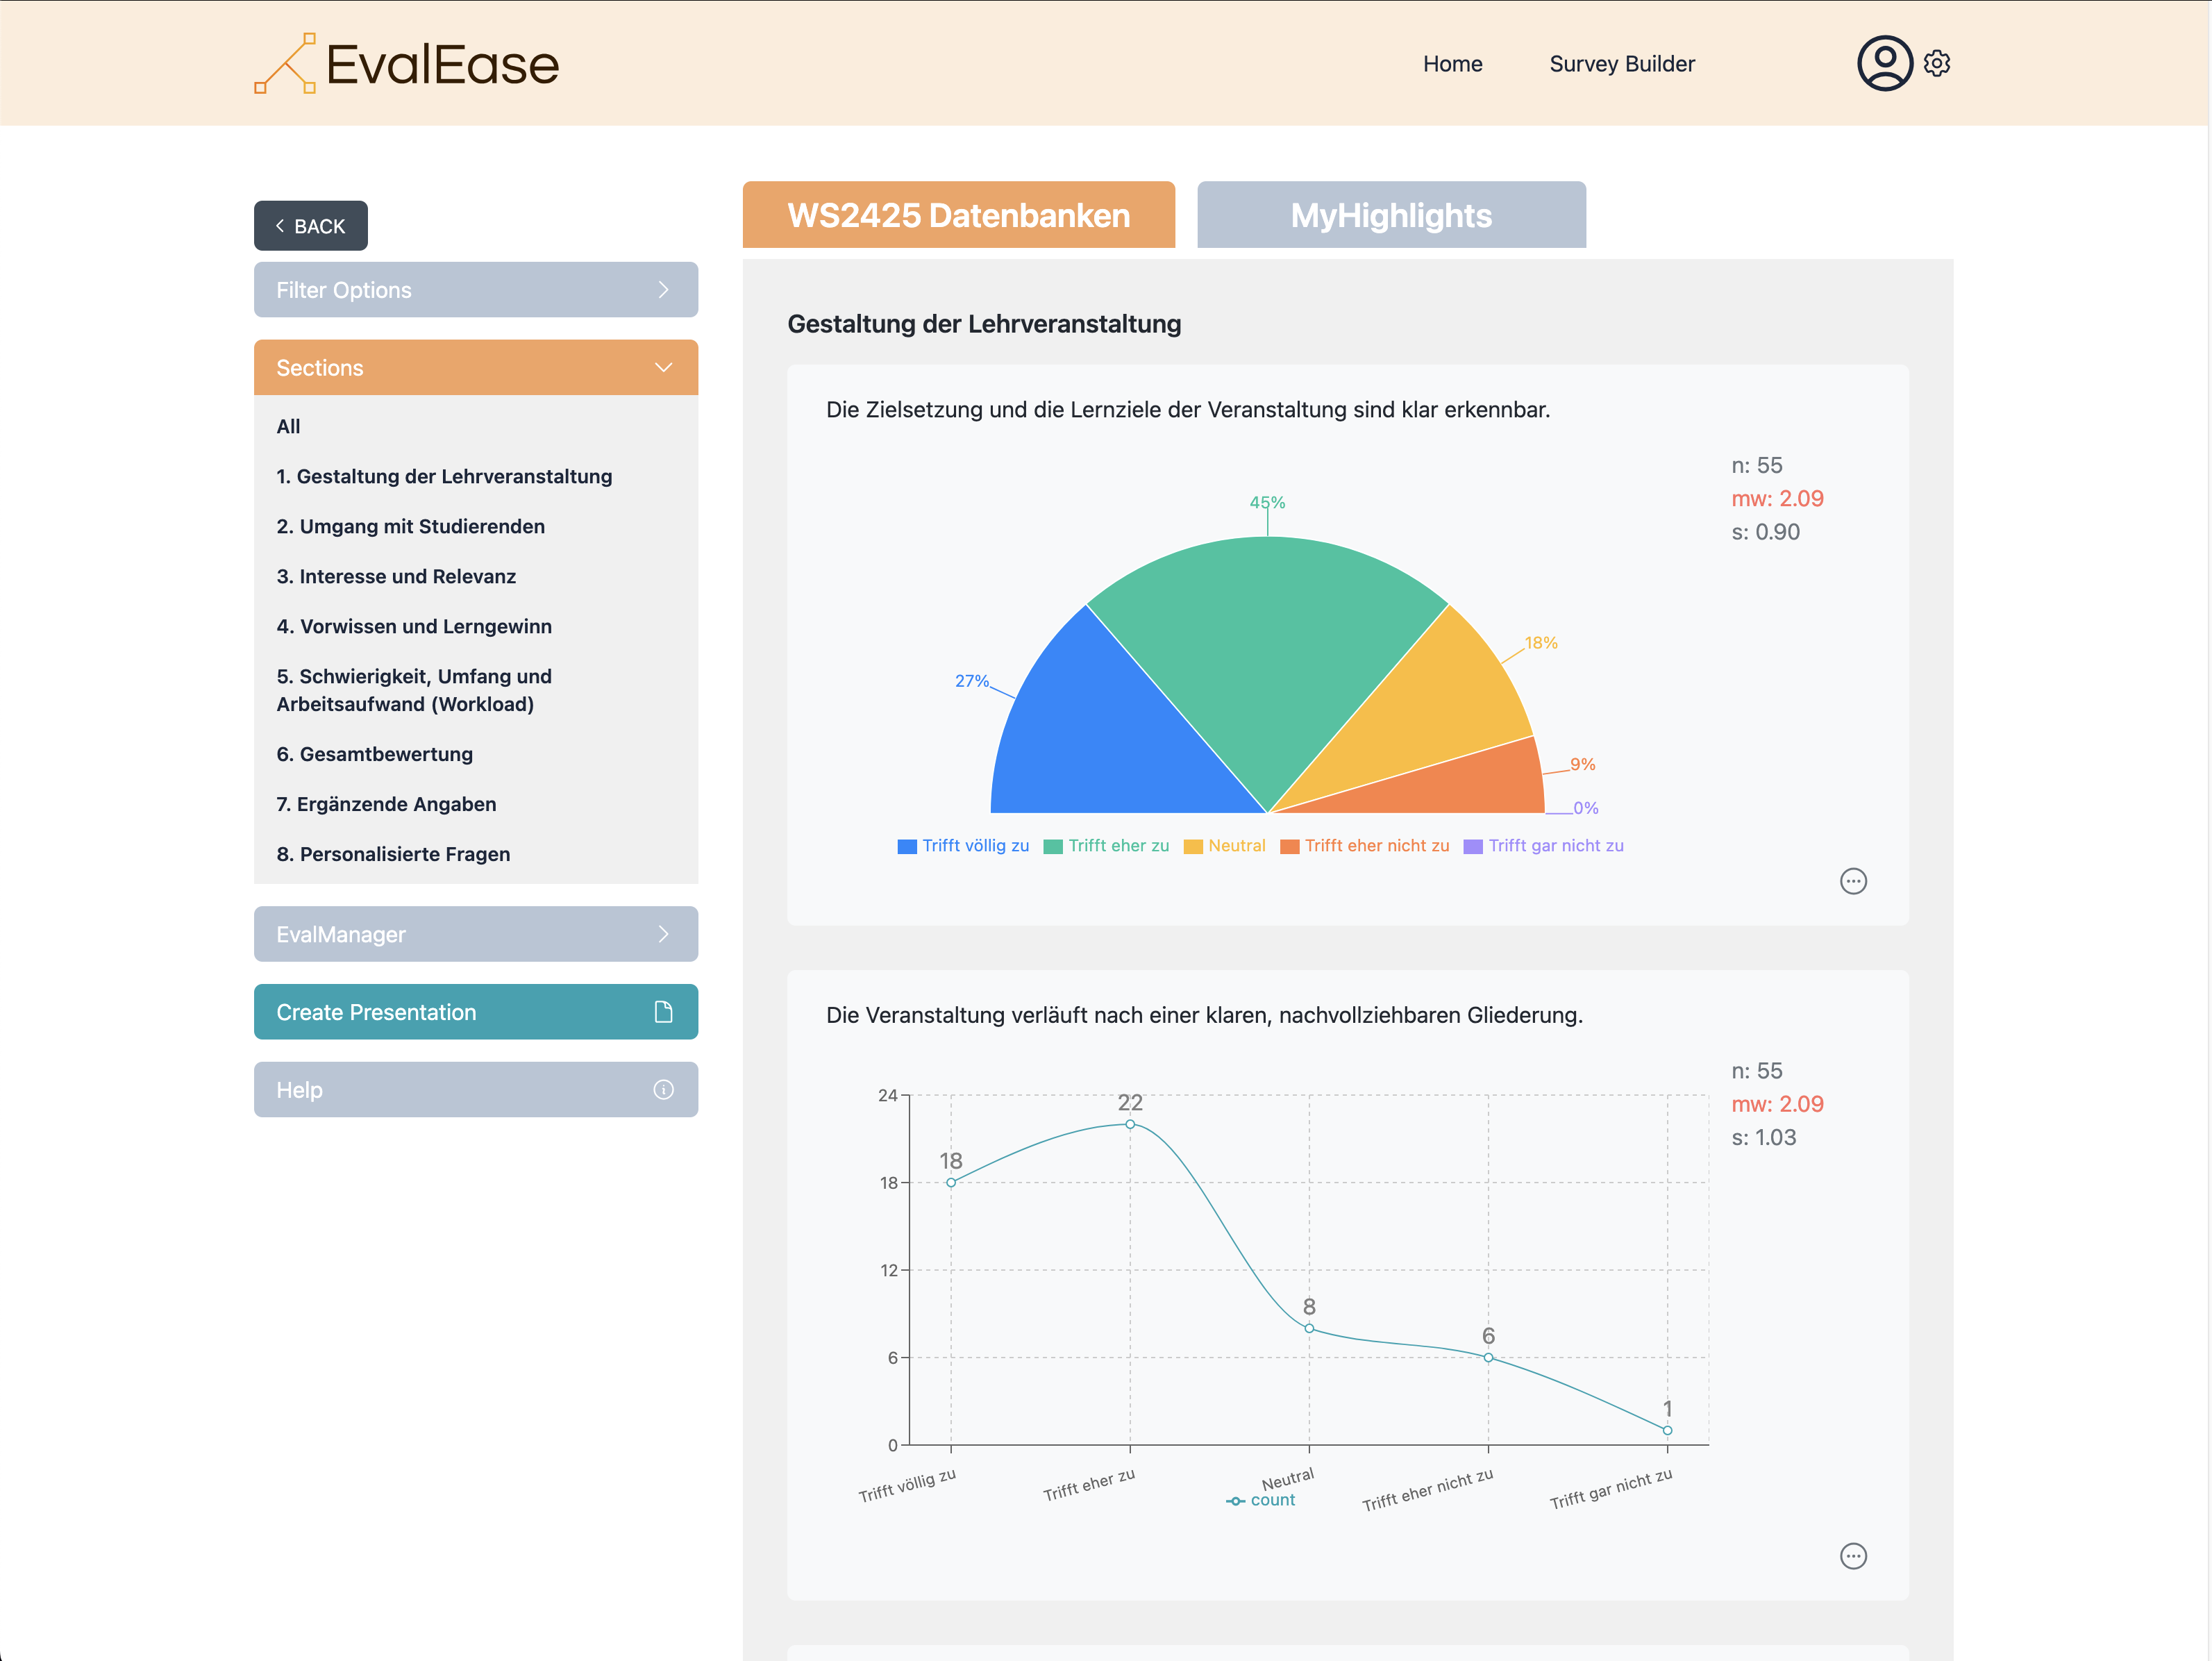 EvalEase
Home
Survey Builder
BACK
Filter Options
Sections
All
1. Gestaltung der Lehrveranstaltung
2. Umgang mit Studierenden
3. Interesse und Relevanz
4. Vorwissen und Lerngewinn
5. Schwierigkeit, Umfang und
Arbeitsaufwand (Workload)
6. Gesamtbewertung
7. Ergänzende Angaben
8. Personalisierte Fragen
EvalManager
Create Presentation
Help
WS2425 Datenbanken
MyHighlights
Gestaltung der Lehrveranstaltung
Die Zielsetzung und die Lernziele der Veranstaltung sind klar erkennbar.
n: 55
mw: 2.09
s: 0.90
45%
18%
27%
9%
0%
Trifft völlig zu
Trifft eher zu
Neutral
Trifft eher nicht zu
Trifft gar nicht zu
Die Veranstaltung verläuft nach einer klaren, nachvollziehbaren Gliederung.
n: 55
mw: 2.09
s: 1.03
24
22
18
18
12
8
6
6
1
0
Trifft völlig zu
Trifft eher zu
Neutral
Trifft eher nicht zu
Trifft gar nicht zu
count